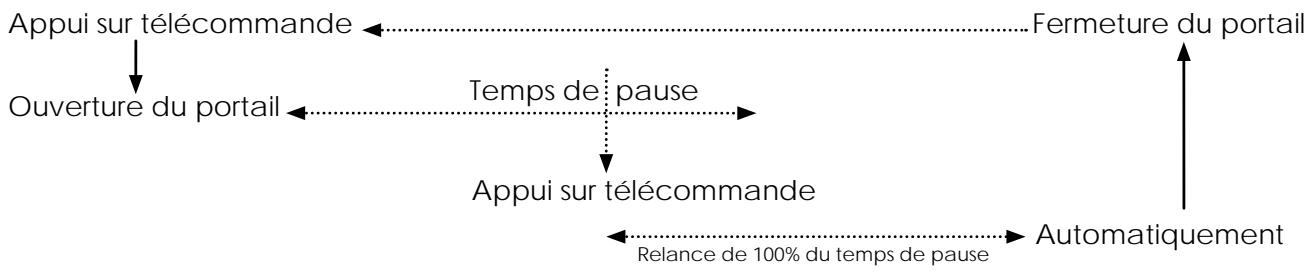 Appui sur télécommande
Fermeture du portail
Ouverture du portail
Temps de pause
Appui sur télécommande
Automatiquement
Relance de 100% du temps de pause